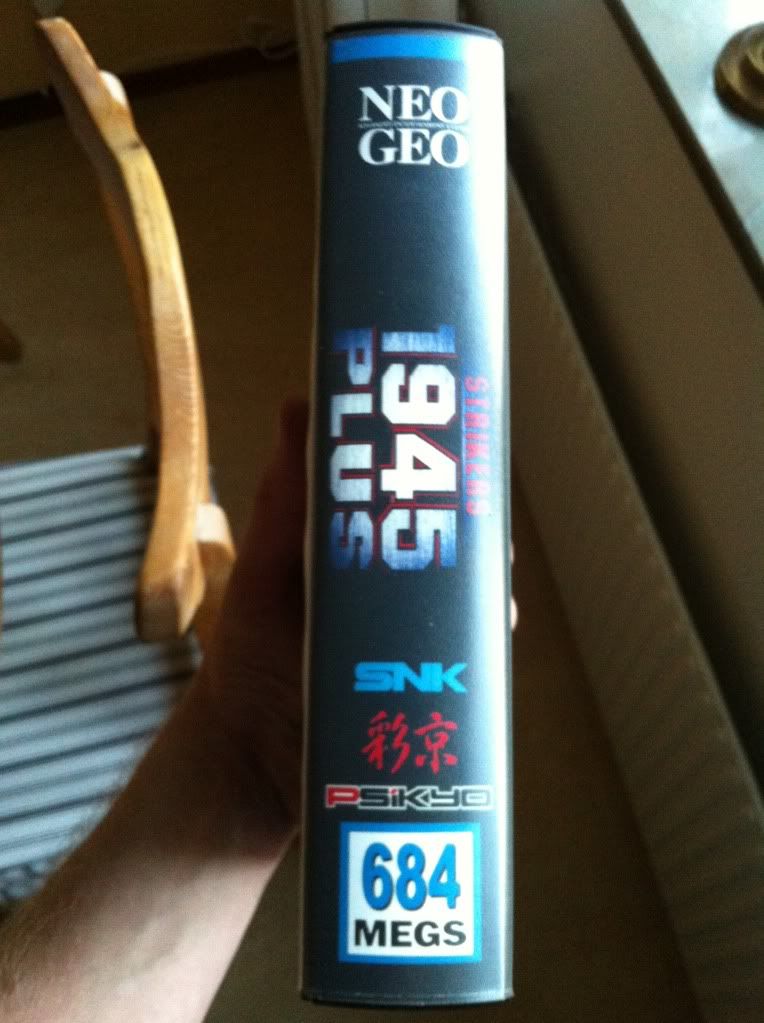 NEO
GEO
STRIKERS
1945
PLUS
SNK
彩京
PSiKYO
684
MEGS